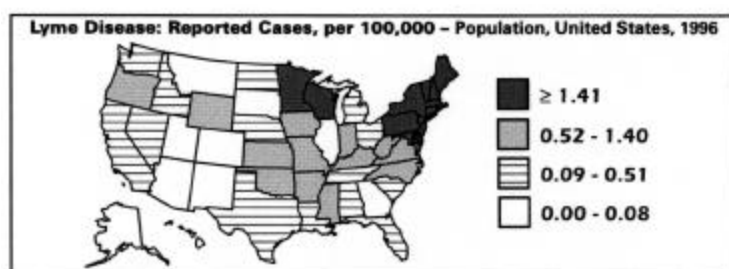 Lyme Disease: Reported Cases, per 100,000 – Population, United States, 1996
≥ 1.41
0.52 - 1.40
0.09 - 0.51
0.00 - 0.08